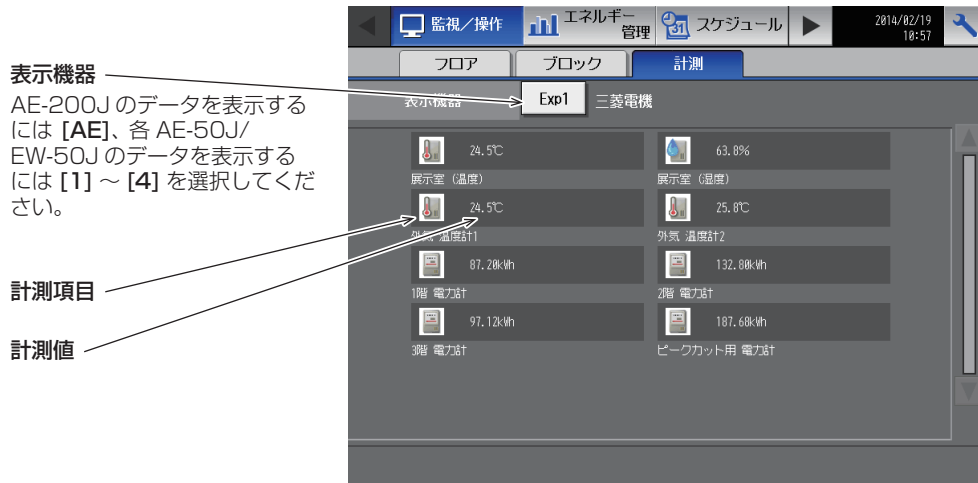 表示機器
AE-200J のデータを表示する
には [AE]、各 AE-50J/
EW-50J のデータを表示する
には [1] ～ [4] を選択してくだ
さい。
計測項目
計測値
監視／操作
エネルギー
管理
31
スケジュール
2014/02/19
10:57
フロア
ブロック
計測
表示機器
Exp1
三菱電機
24.5℃
63.8%
展示室（温度）
展示室（湿度）
24.5℃
25.8℃
外気 温度計1
外気 温度計2
87.20kWh
132.80kWh
1階 電力計
2階 電力計
97.12kWh
187.68kWh
3階 電力計
ピークカット用 電力計